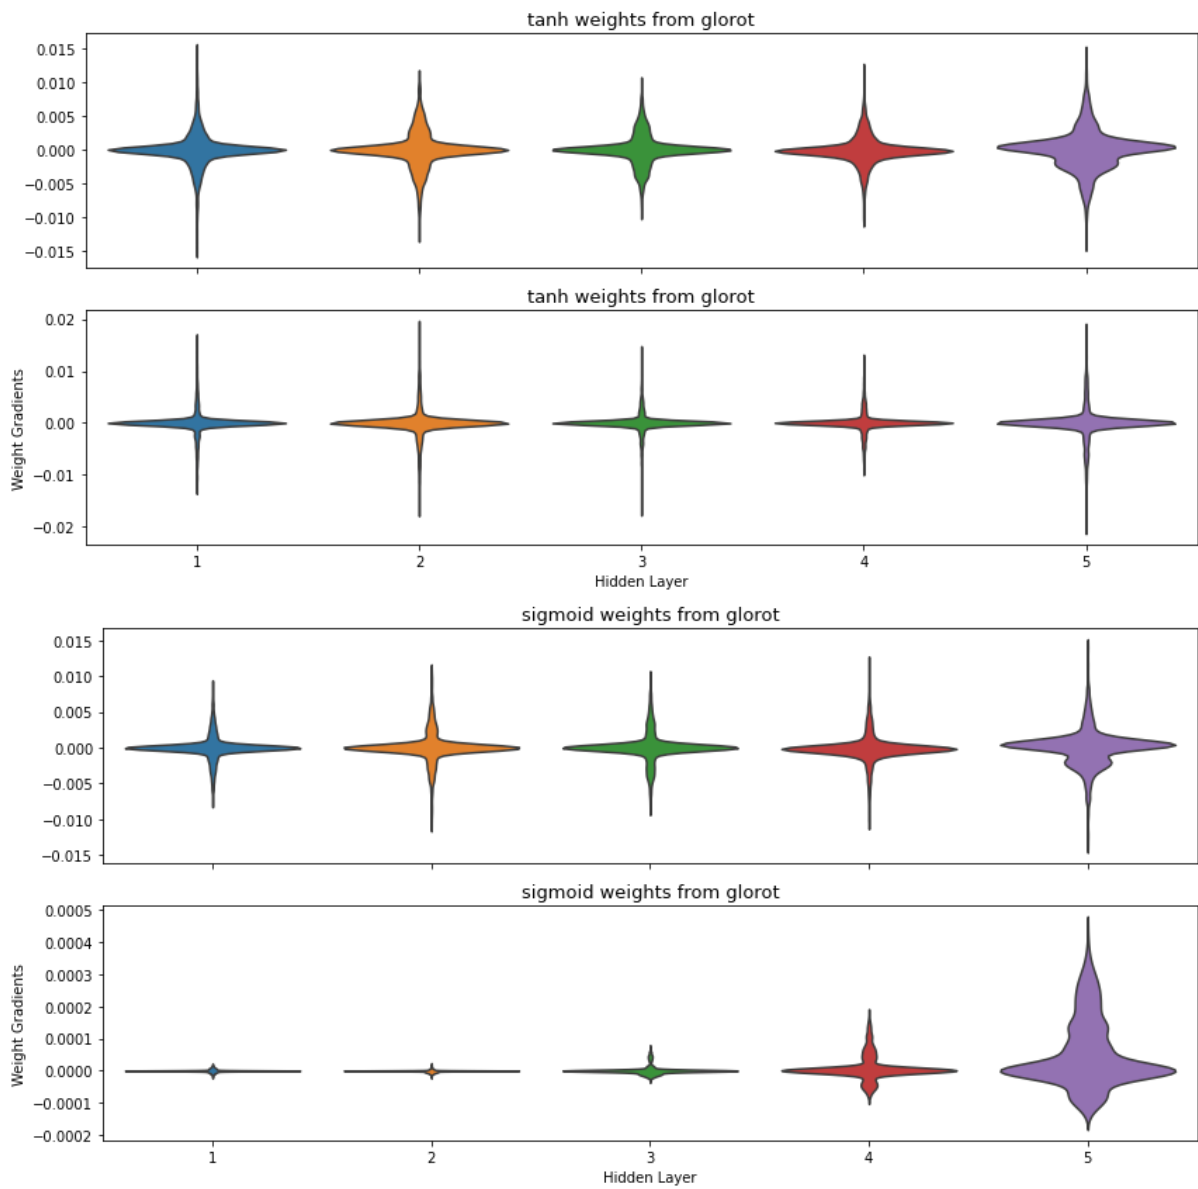 tanh weights from glorot
0.015
0.010
0.005
0.000
−0.005
−0.010
−0.015
tanh weights from glorot
0.02
0.01
0.00
−0.01
−0.02
Weight Gradients
1 2 3 4 5
Hidden Layer
sigmoid weights from glorot
0.015
0.010
0.005
0.000
−0.005
−0.010
−0.015
sigmoid weights from glorot
0.0005
0.0004
0.0003
0.0002
0.0001
0.0000
−0.0001
−0.0002
Weight Gradients
1 2 3 4 5
Hidden Layer